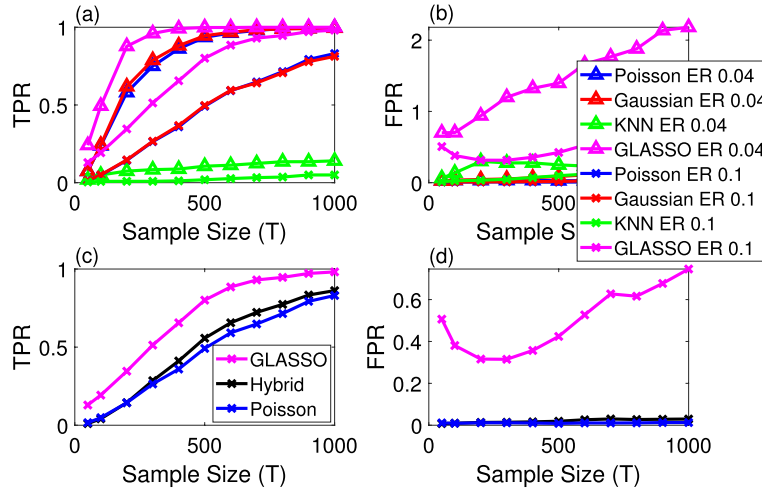 (a)
(b)
1
0.5
0
TPR
0
500
1000
Sample Size (T)
2
1
0
FPR
0
500
1000
Sample Size (T)
Poisson ER 0.04
Gaussian ER 0.04
KNN ER 0.04
GLASSO ER 0.04
Poisson ER 0.1
Gaussian ER 0.1
KNN ER 0.1
GLASSO ER 0.1
(c)
(d)
1
0.5
0
TPR
GLASSO
Hybrid
Poisson
0
500
1000
Sample Size (T)
0.6
0.4
0.2
0
FPR
0
500
1000
Sample Size (T)